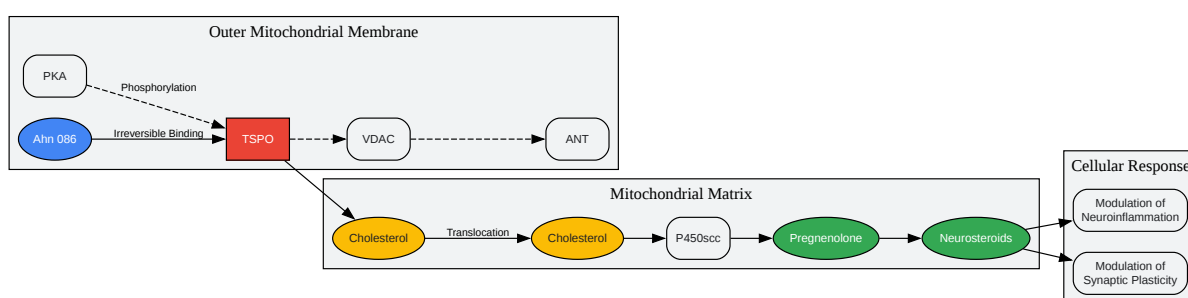 Outer Mitochondrial Membrane
PKA
Phosphorylation
Ahn 086
Irreversible Binding
TSPO
VDAC
ANT
Mitochondrial Matrix
Cholesterol
Translocation
Cholesterol
P450scc
Pregnenolone
Neurosteroids
Cellular Response
Modulation of
Neuroinflammation
Modulation of
Synaptic Plasticity